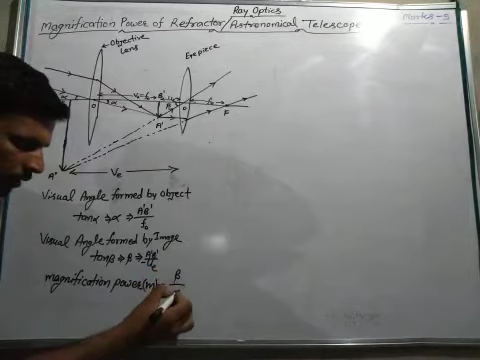 Ray Optics
Marks-5
Magnification Power of Refractor/Astronomical Telescope
Objective
Lens
Eyepiece
α
O
α
A'
β
O
F
A"
Visual Angle formed by Object
tanα ⇒ α ⇒ A'B'/f₀
Visual Angle formed by Image
tanβ ⇒ β ⇒ A'B'/-Ue
magnification power(m) = β